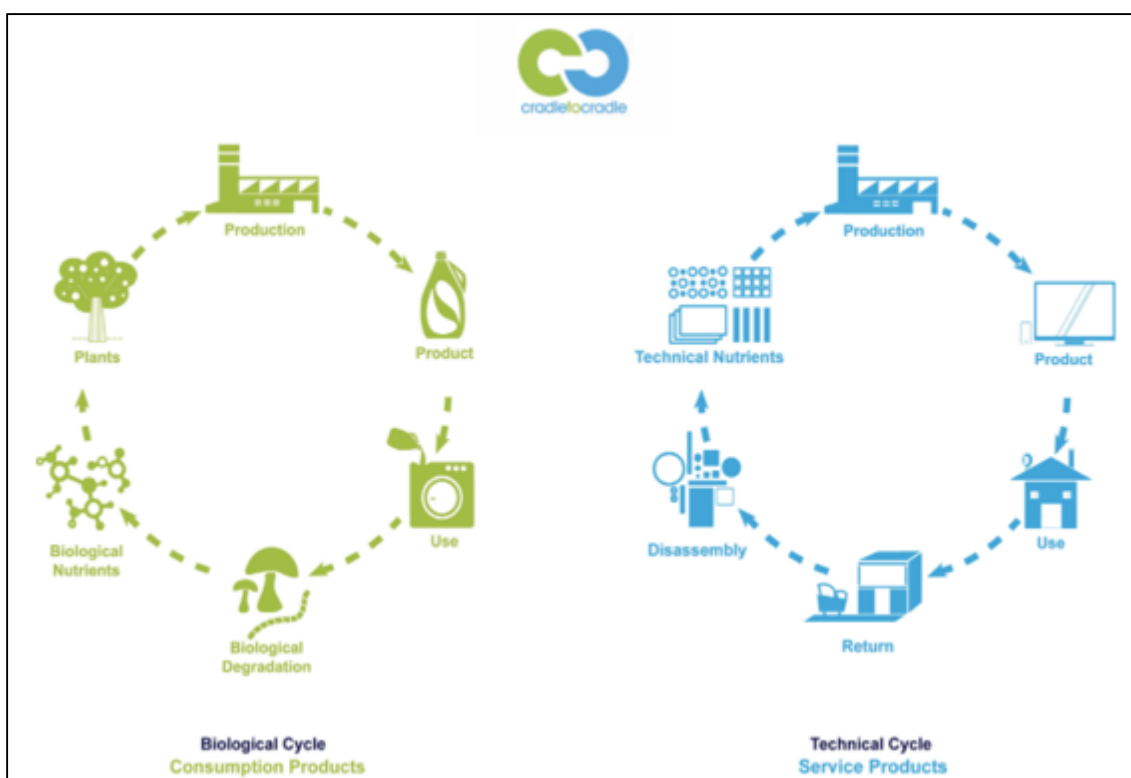 cradletocradle
Production
Plants
Product
Use
Biological
Nutrients
Biological
Degradation
Biological Cycle
Consumption Products
Production
Technical Nutrients
Product
Disassembly
Use
Return
Technical Cycle
Service Products